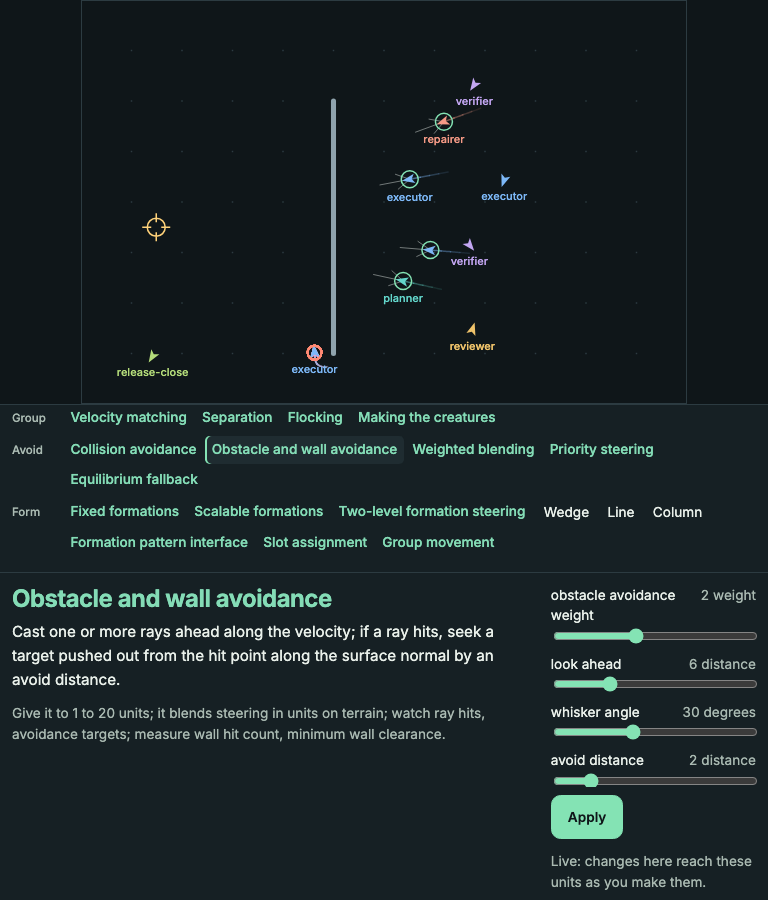 verifier
repairer
executor
executor
verifier
planner
reviewer
executor
release-close
Group Velocity matching Separation Flocking Making the creatures
Avoid Collision avoidance Obstacle and wall avoidance Weighted blending Priority steering
Equilibrium fallback
Form Fixed formations Scalable formations Two-level formation steering Wedge Line Column
Formation pattern interface Slot assignment Group movement
Obstacle and wall avoidance
Cast one or more rays ahead along the velocity; if a ray hits, seek a
target pushed out from the hit point along the surface normal by an
avoid distance.
Give it to 1 to 20 units; it blends steering in units on terrain; watch ray hits,
avoidance targets; measure wall hit count, minimum wall clearance.
obstacle avoidance weight 2 weight
look ahead 6 distance
whisker angle 30 degrees
avoid distance 2 distance
Apply
Live: changes here reach these
units as you make them.